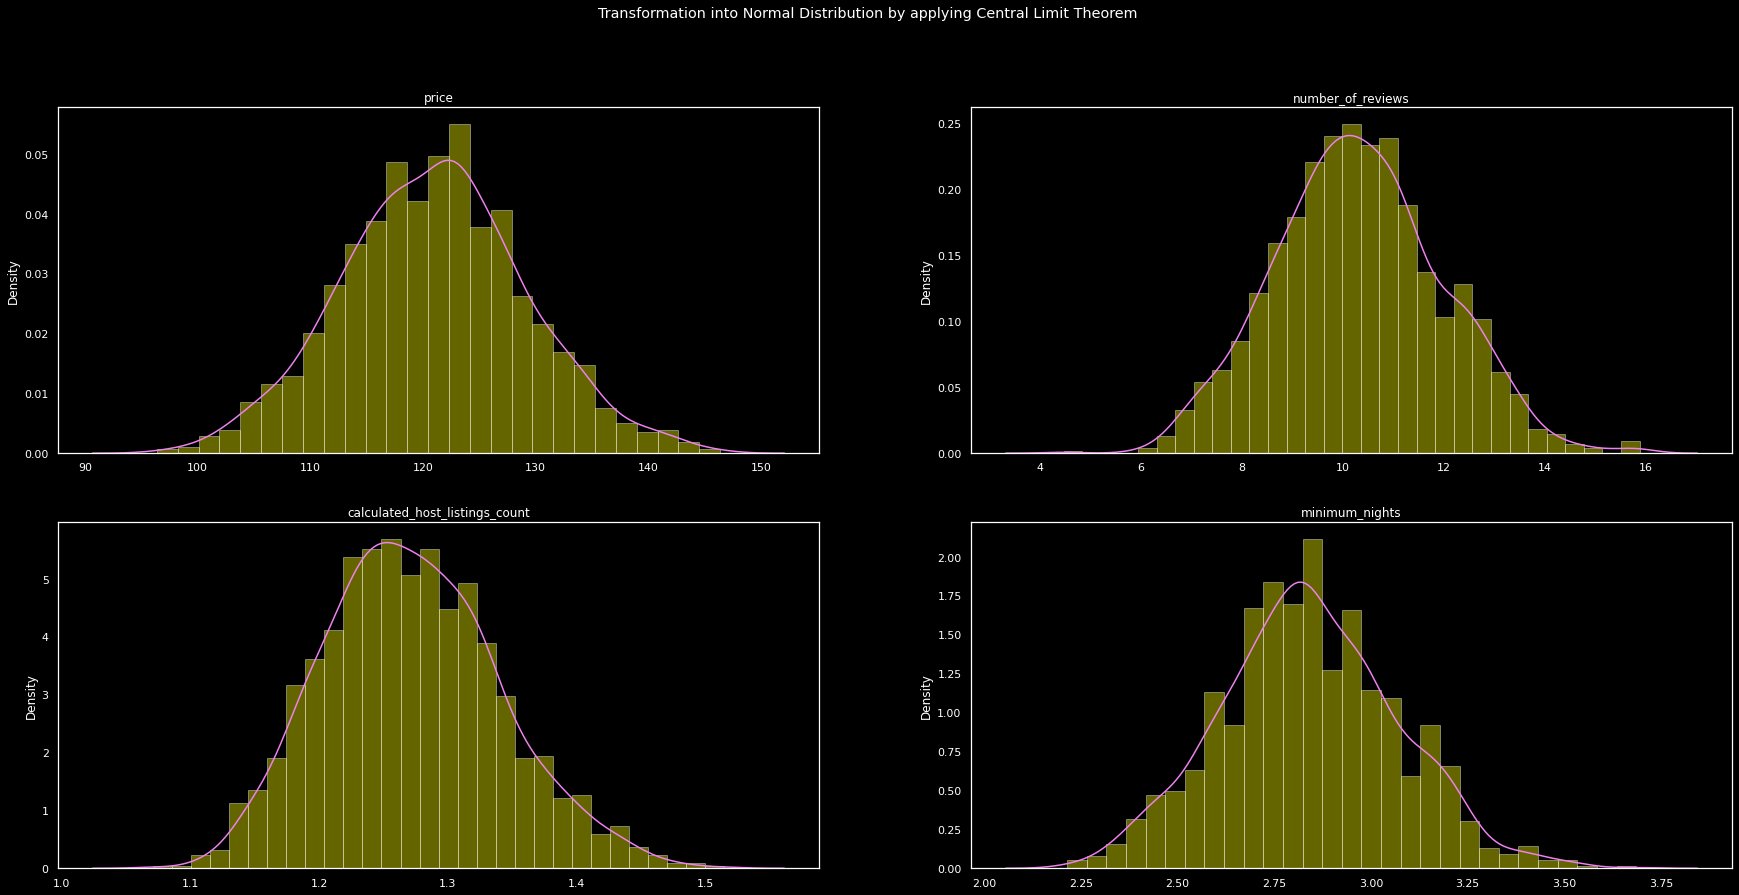 Transformation into Normal Distribution by applying Central Limit Theorem
price
Density
0.05
0.04
0.03
0.02
0.01
0.00
90 100 110 120 130 140 150
number_of_reviews
Density
0.25
0.20
0.15
0.10
0.05
0.00
4 6 8 10 12 14 16
calculated_host_listings_count
Density
5
4
3
2
1
0
1.0 1.1 1.2 1.3 1.4 1.5
minimum_nights
Density
2.00
1.75
1.50
1.25
1.00
0.75
0.50
0.25
0.00
2.00 2.25 2.50 2.75 3.00 3.25 3.50 3.75